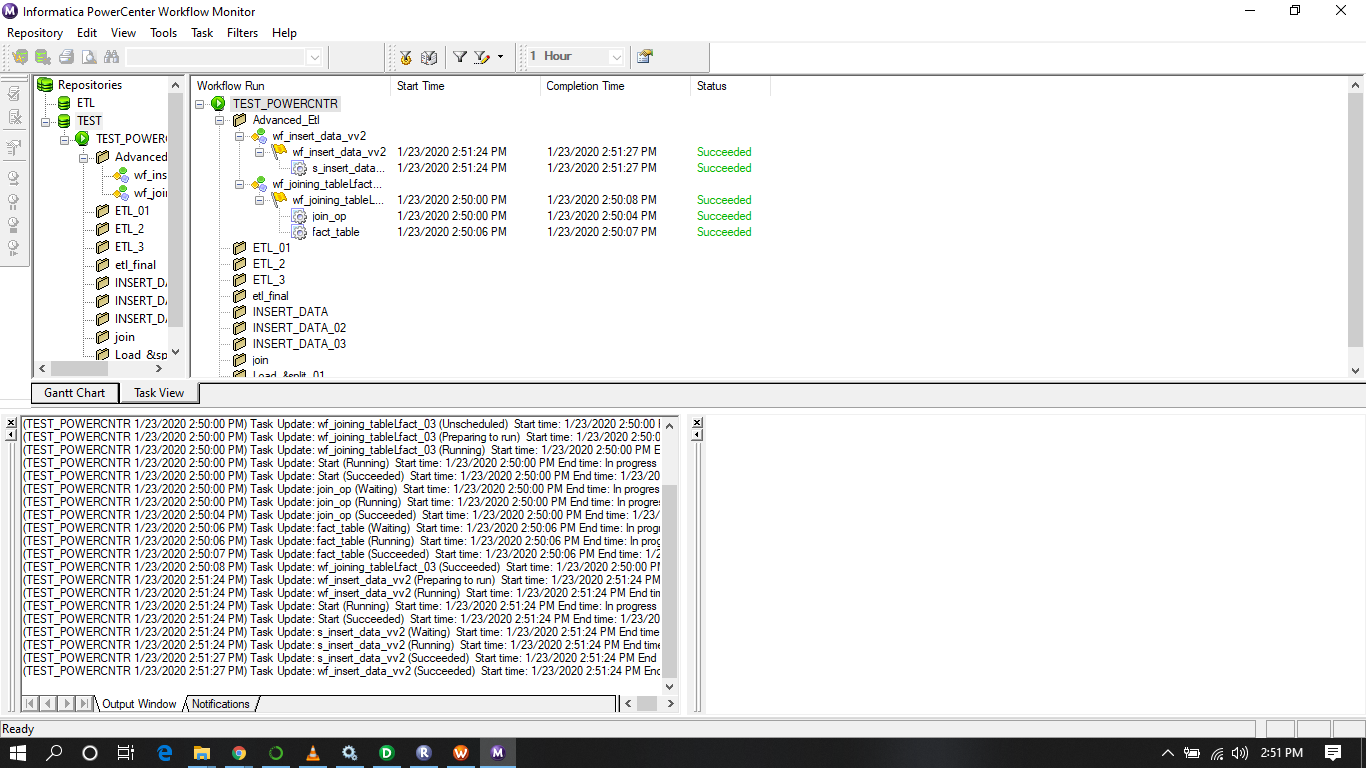 Informatica PowerCenter Workflow Monitor
Repository Edit View Tools Task Filters Help
1 Hour
Repositories
ETL
TEST
TEST_POWER
Advanced
wf_ins
wf_joi
ETL_01
ETL_2
ETL_3
etl_final
INSERT_D
INSERT_D
INSERT_D
join
Load_&sp
Workflow Run Start Time Completion Time Status
TEST_POWERCNTR
Advanced_Etl
wf_insert_data_vv2
wf_insert_data_vv2 1/23/2020 2:51:24 PM 1/23/2020 2:51:27 PM Succeeded
s_insert_data... 1/23/2020 2:51:24 PM 1/23/2020 2:51:27 PM Succeeded
wf_joining_tableLfact...
wf_joining_tableL... 1/23/2020 2:50:00 PM 1/23/2020 2:50:08 PM Succeeded
join_op 1/23/2020 2:50:00 PM 1/23/2020 2:50:04 PM Succeeded
fact_table 1/23/2020 2:50:06 PM 1/23/2020 2:50:07 PM Succeeded
ETL_01
ETL_2
ETL_3
etl_final
INSERT_DATA
INSERT_DATA_02
INSERT_DATA_03
join
Load_&split_01
Gantt Chart Task View
(TEST_POWERCNTR 1/23/2020 2:50:00 PM) Task Update: wf_joining_tableLfact_03 (Unscheduled) Start time: 1/23/2020 2:50:00
(TEST_POWERCNTR 1/23/2020 2:50:00 PM) Task Update: wf_joining_tableLfact_03 (Preparing to run) Start time: 1/23/2020 2:50:0
(TEST_POWERCNTR 1/23/2020 2:50:00 PM) Task Update: wf_joining_tableLfact_03 (Running) Start time: 1/23/2020 2:50:00 PM E
(TEST_POWERCNTR 1/23/2020 2:50:00 PM) Task Update: Start (Running) Start time: 1/23/2020 2:50:00 PM End time: In progress
(TEST_POWERCNTR 1/23/2020 2:50:00 PM) Task Update: Start (Succeeded) Start time: 1/23/2020 2:50:00 PM End time: 1/23/20
(TEST_POWERCNTR 1/23/2020 2:50:00 PM) Task Update: join_op (Waiting) Start time: 1/23/2020 2:50:00 PM End time: In progres
(TEST_POWERCNTR 1/23/2020 2:50:00 PM) Task Update: join_op (Running) Start time: 1/23/2020 2:50:00 PM End time: In progre
(TEST_POWERCNTR 1/23/2020 2:50:04 PM) Task Update: join_op (Succeeded) Start time: 1/23/2020 2:50:00 PM End time: 1/23/
(TEST_POWERCNTR 1/23/2020 2:50:06 PM) Task Update: fact_table (Waiting) Start time: 1/23/2020 2:50:06 PM End time: In prog
(TEST_POWERCNTR 1/23/2020 2:50:06 PM) Task Update: fact_table (Running) Start time: 1/23/2020 2:50:06 PM End time: In prog
(TEST_POWERCNTR 1/23/2020 2:50:07 PM) Task Update: fact_table (Succeeded) Start time: 1/23/2020 2:50:06 PM End time: 1/2
(TEST_POWERCNTR 1/23/2020 2:50:08 PM) Task Update: wf_joining_tableLfact_03 (Succeeded) Start time: 1/23/2020 2:50:00 PM
(TEST_POWERCNTR 1/23/2020 2:51:24 PM) Task Update: wf_insert_data_vv2 (Preparing to run) Start time: 1/23/2020 2:51:24 PM
(TEST_POWERCNTR 1/23/2020 2:51:24 PM) Task Update: wf_insert_data_vv2 (Running) Start time: 1/23/2020 2:51:24 PM En
(TEST_POWERCNTR 1/23/2020 2:51:24 PM) Task Update: Start (Running) Start time: 1/23/2020 2:51:24 PM End time: In progress
(TEST_POWERCNTR 1/23/2020 2:51:24 PM) Task Update: Start (Succeeded) Start time: 1/23/2020 2:51:24 PM End time: 1/23/20
(TEST_POWERCNTR 1/23/2020 2:51:24 PM) Task Update: s_insert_data_vv2 (Waiting) Start time: 1/23/2020 2:51:24 PM End time:
(TEST_POWERCNTR 1/23/2020 2:51:24 PM) Task Update: s_insert_data_vv2 (Running) Start time: 1/23/2020 2:51:24 PM End time
(TEST_POWERCNTR 1/23/2020 2:51:27 PM) Task Update: s_insert_data_vv2 (Succeeded) Start time: 1/23/2020 2:51:24 PM End
(TEST_POWERCNTR 1/23/2020 2:51:27 PM) Task Update: wf_insert_data_vv2 (Succeeded) Start time: 1/23/2020 2:51:24 PM Enc
Output Window Notifications
Ready
2:51 PM